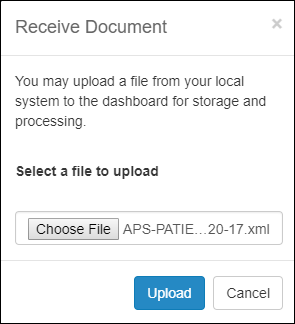 Receive Document ×
You may upload a file from your local
system to the dashboard for storage and
processing.
Select a file to upload
Choose File APS-PATIE...20-17.xml
Upload Cancel